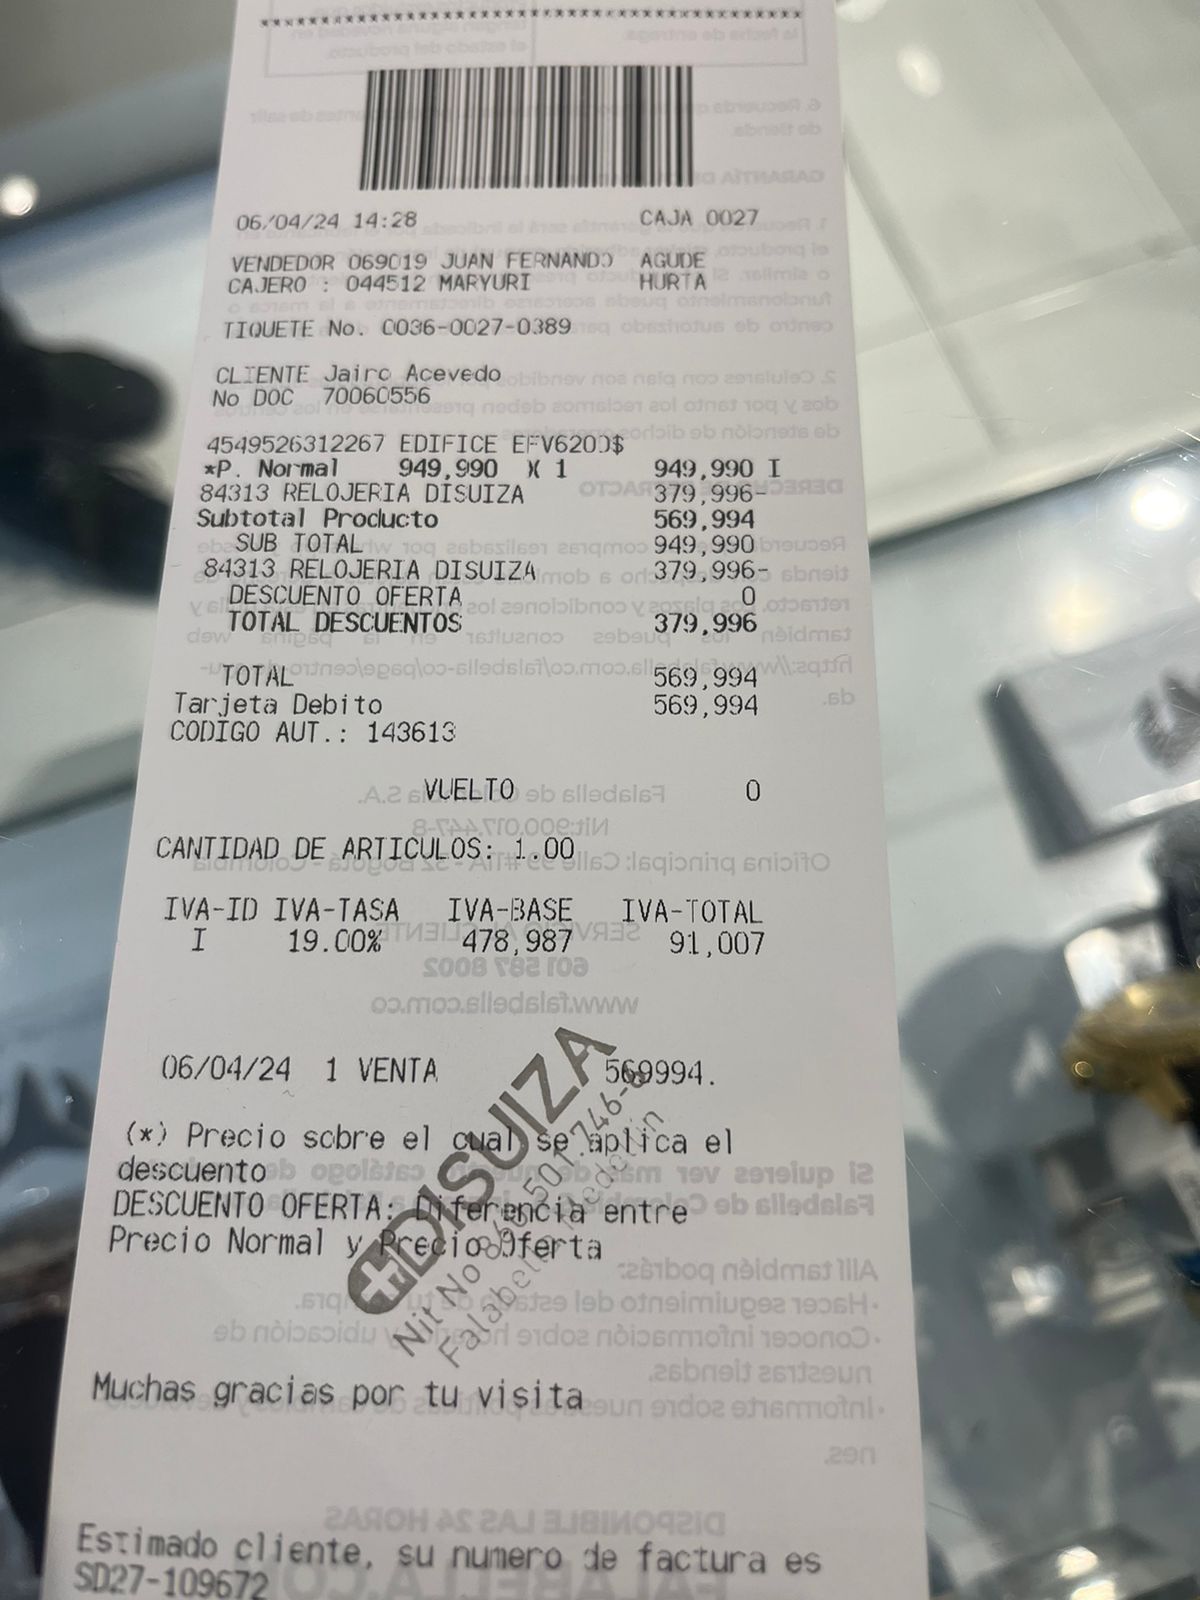 ********************************************
06/04/24 14:28 CAJA 0027
VENDEDOR 069019 JUAN FERNANDO AGUDE
CAJERO : 044512 MARYURI HURTA
TIQUETE No. 0036-0027-0389
CLIENTE Jairo Acevedo
No DOC 70060556
4549526312267 EDIFICE EFV620D$
*P. Normal 949,990 X 1 949,990 I
84313 RELOJERIA DISUIZA 379,996-
Subtotal Producto 569,994
SUB TOTAL 949,990
84313 RELOJERIA DISUIZA 379,996-
DESCUENTO OFERTA 0
TOTAL DESCUENTOS 379,996
TOTAL 569,994
Tarjeta Debito 569,994
CODIGO AUT.: 143613
VUELTO 0
CANTIDAD DE ARTICULOS: 1.00
IVA-ID IVA-TASA IVA-BASE IVA-TOTAL
I 19.00% 478,987 91,007
06/04/24 1 VENTA 569994.
(*) Precio sobre el cual se aplica el
descuento
DESCUENTO OFERTA: Diferencia entre
Precio Normal y Precio Oferta
DISUIZA
Nit No
Falabella Medellin
Muchas gracias por tu visita
Estimado cliente, su numero de factura es
SD27-109672